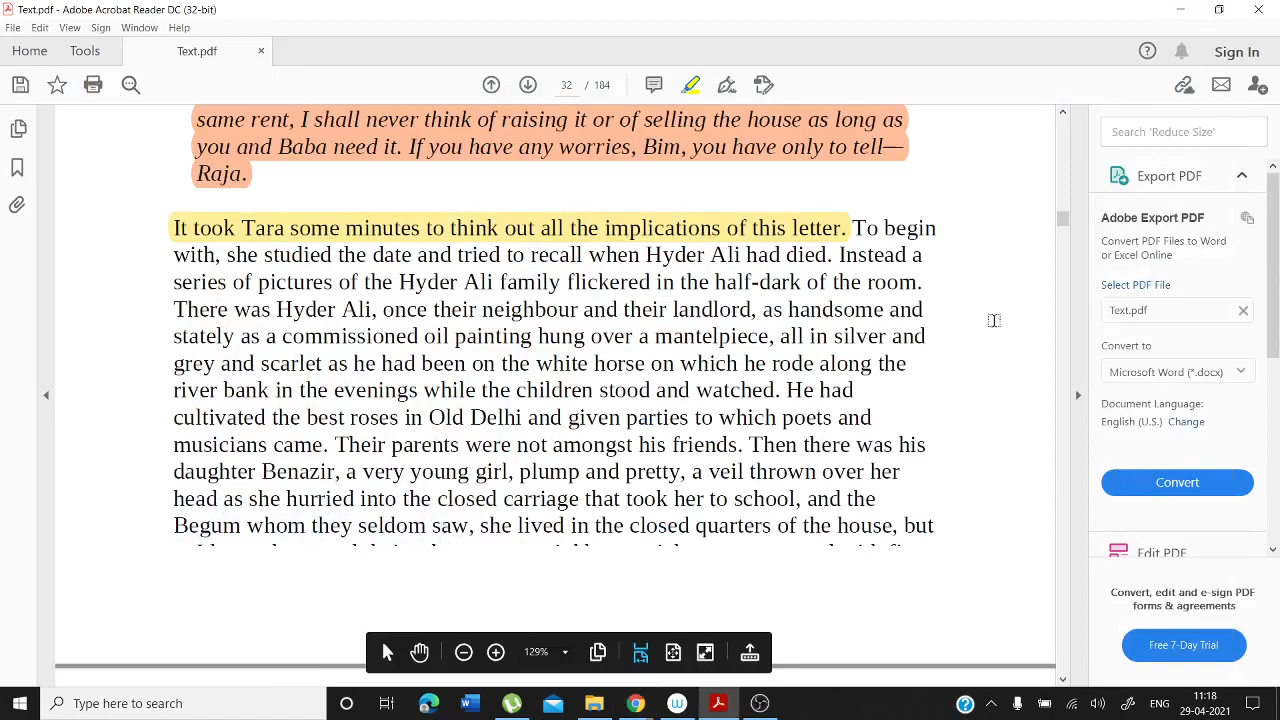 Text.pdf - Adobe Acrobat Reader DC (32-bit)
File Edit View Sign Window Help
Home Tools Text.pdf × Sign In
32 / 184
same rent, I shall never think of raising it or of selling the house as long as
you and Baba need it. If you have any worries, Bim, you have only to tell—
Raja.
It took Tara some minutes to think out all the implications of this letter. To begin
with, she studied the date and tried to recall when Hyder Ali had died. Instead a
series of pictures of the Hyder Ali family flickered in the half-dark of the room.
There was Hyder Ali, once their neighbour and their landlord, as handsome and
stately as a commissioned oil painting hung over a mantelpiece, all in silver and
grey and scarlet as he had been on the white horse on which he rode along the
river bank in the evenings while the children stood and watched. He had
cultivated the best roses in Old Delhi and given parties to which poets and
musicians came. Their parents were not amongst his friends. Then there was his
daughter Benazir, a very young girl, plump and pretty, a veil thrown over her
head as she hurried into the closed carriage that took her to school, and the
Begum whom they seldom saw, she lived in the closed quarters of the house, but
129%
Search 'Reduce Size'
Export PDF
Adobe Export PDF
Convert PDF Files to Word
or Excel Online
Select PDF File
Text.pdf
Convert to
Microsoft Word (*.docx)
Document Language:
English (U.S.) Change
Convert
Edit PDF
Convert, edit and e-sign PDF
forms & agreements
Free 7-Day Trial
Type here to search
ENG
11:18
29-04-2021